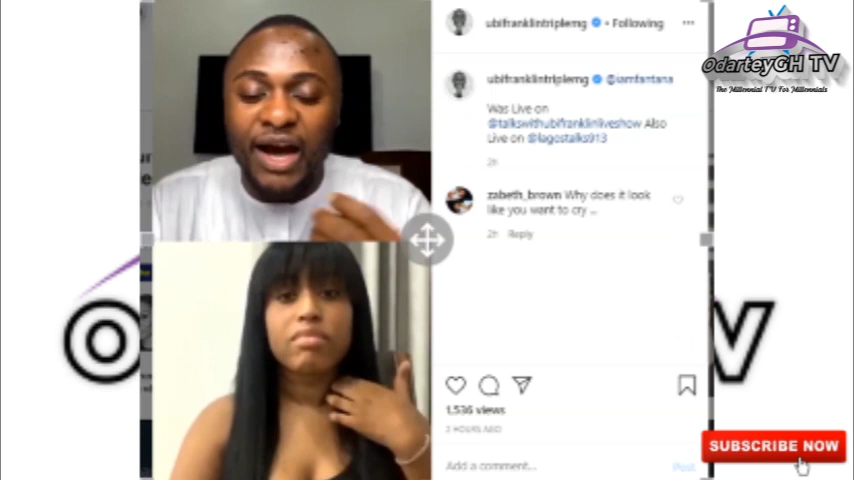 ubifranklintriplemg • Following
ubifranklintriplemg @iamfantana
Was Live on
@talkswithubifranklinliveshow Also
Live on @lagostalks913
2h
zabeth_brown Why does it look
like you want to cry ...
2h Reply
1,536 views
2 HOURS AGO
Add a comment... Post
OdarteyGH TV
The Millennial TV For Millennials
O
V
SUBSCRIBE NOW